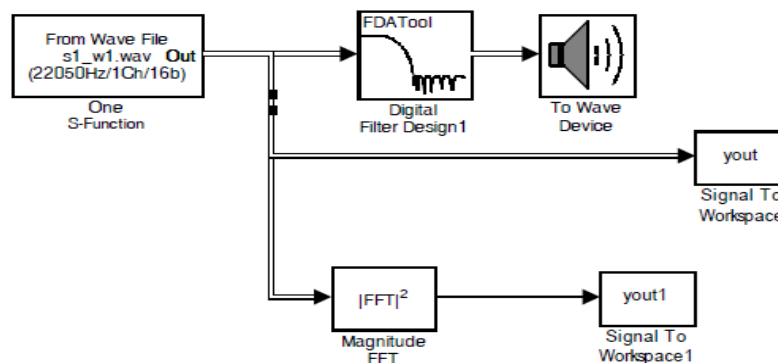 From Wave File
s1_w1.wav Out
(22050Hz/1Ch/16b)
One
S-Function
FDATool
Digital
Filter Design1
To Wave
Device
yout
Signal To
Workspace
|FFT|²
Magnitude
FFT
yout1
Signal To
Workspace1